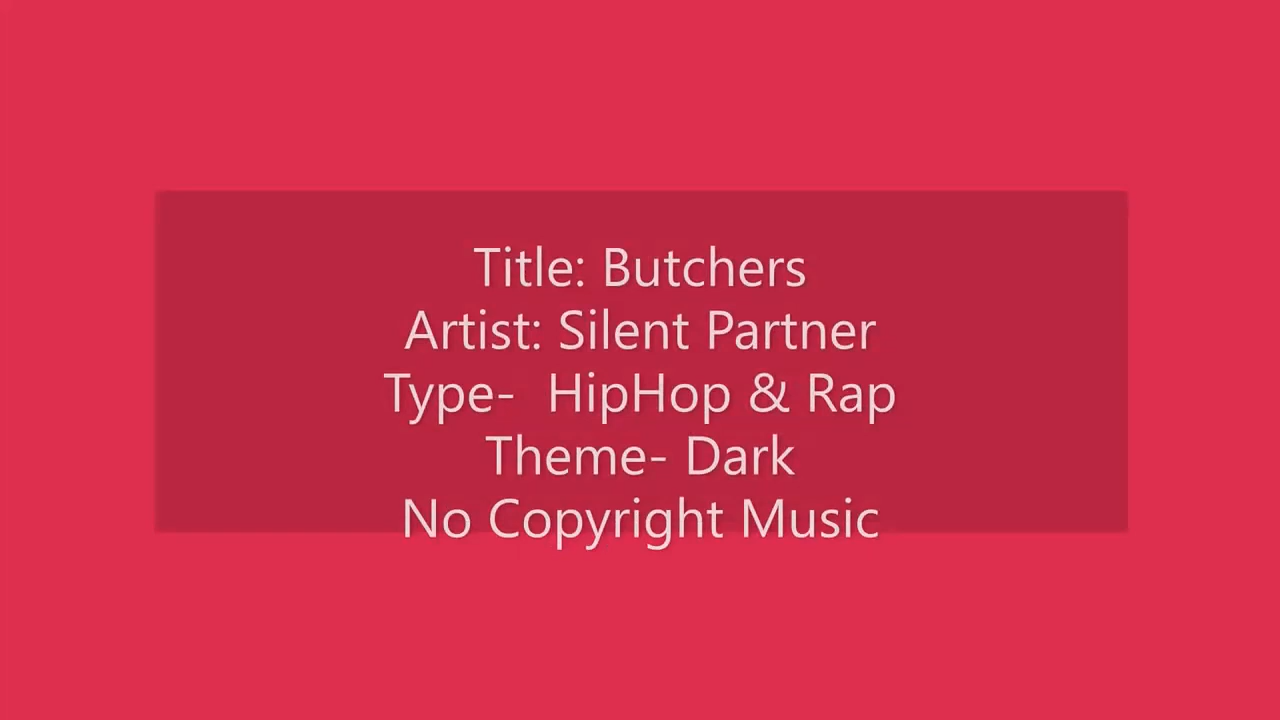 Title: Butchers
Artist: Silent Partner
Type-  HipHop & Rap
Theme- Dark
No Copyright Music